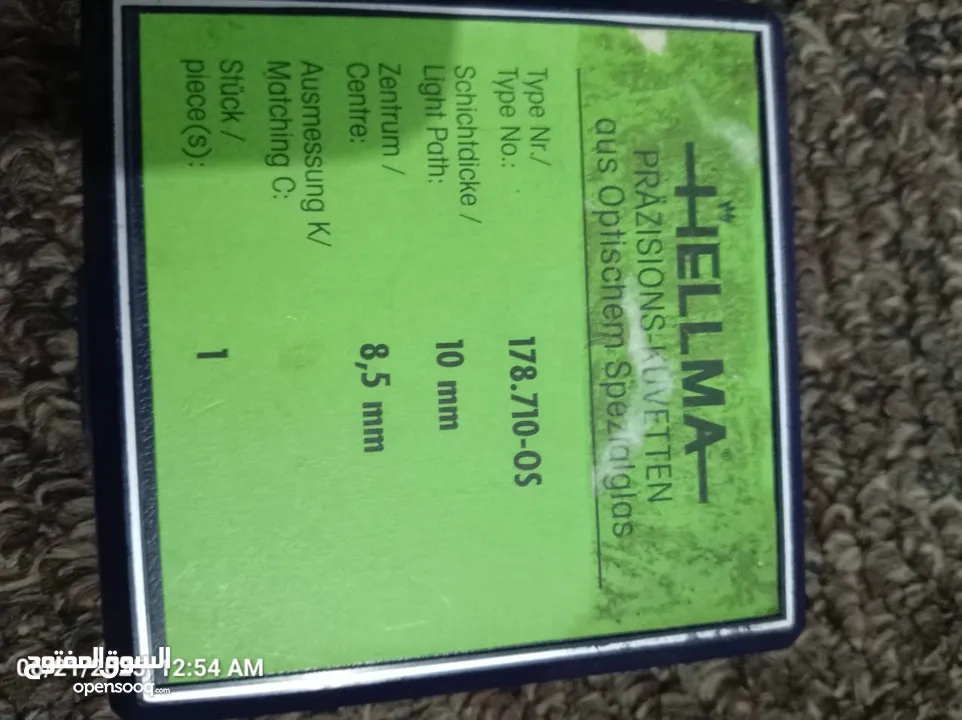 HELLMA®
PRÄZISIONS-KÜVETTEN
aus Optischem Spezialglas
Type Nr./
Type No.: 178.710-OS
Schichtdicke /
Light Path: 10 mm
Zentrum /
Centre: 8,5 mm
Ausmessung K/
Matching C:
Stück /
piece(s): 1
12:54 AM
السوق المفتوح
opensooq.com